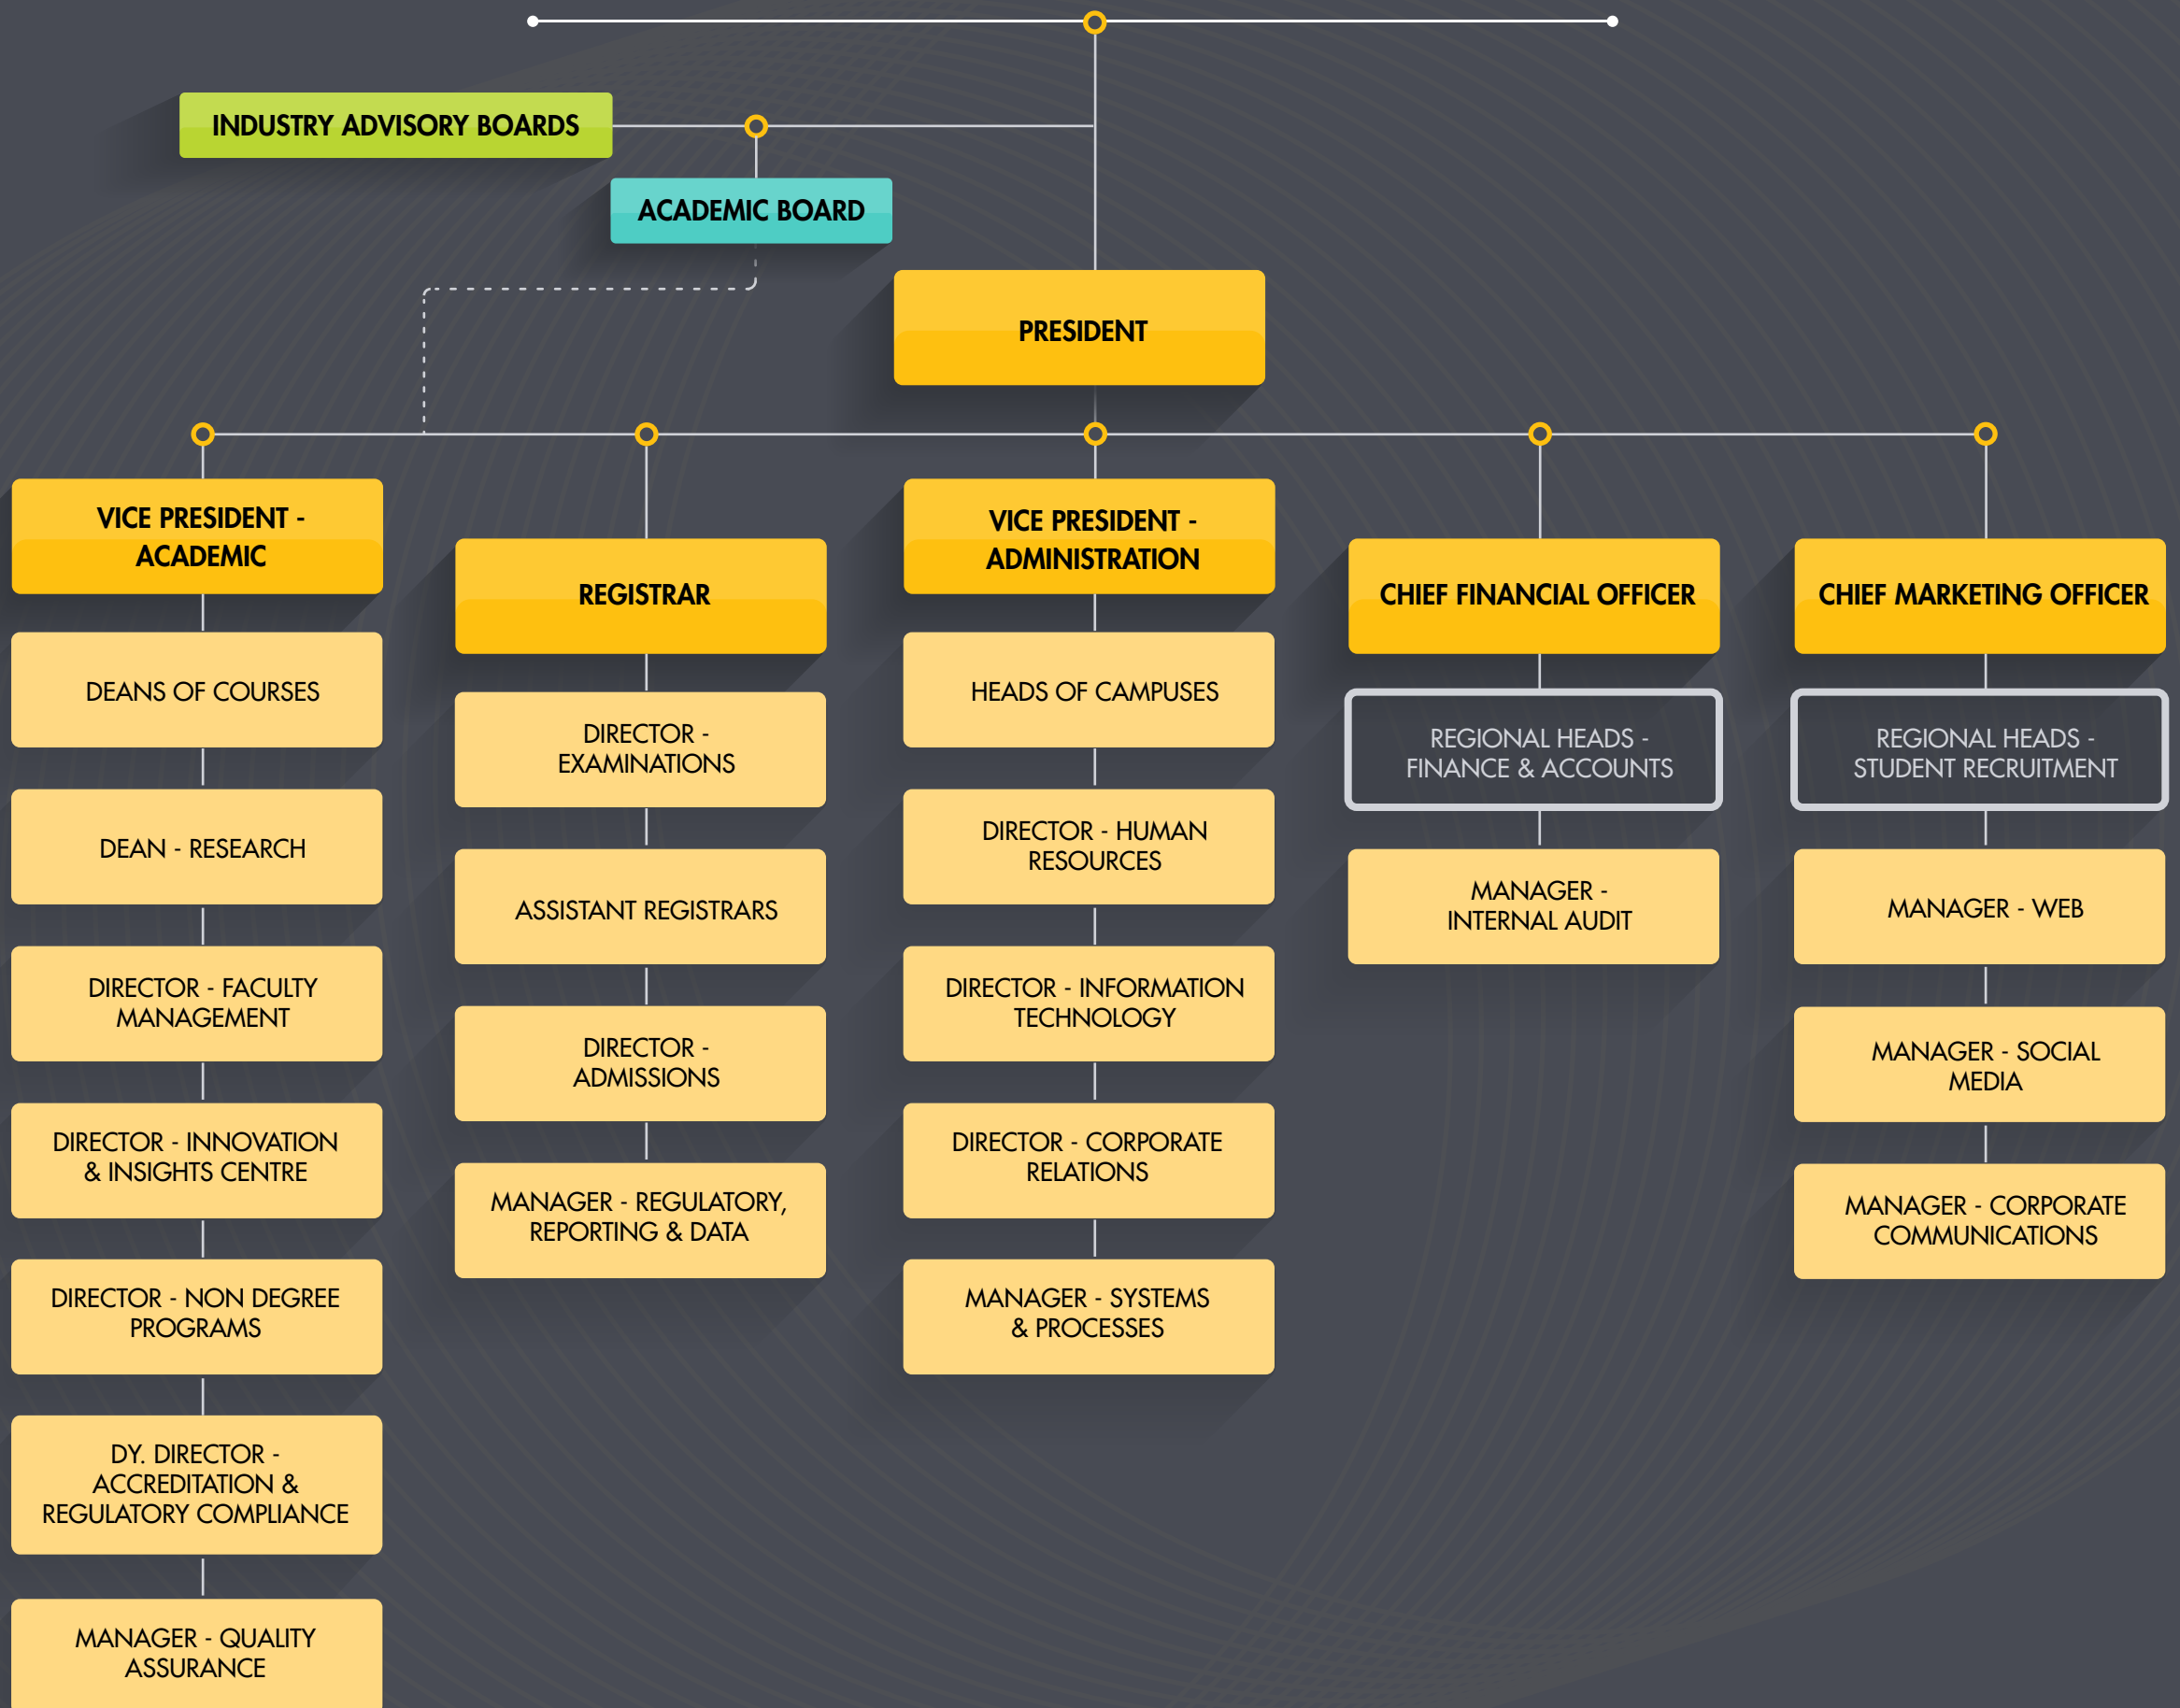 INDUSTRY ADVISORY BOARDS
ACADEMIC BOARD
PRESIDENT
VICE PRESIDENT -
ACADEMIC
DEANS OF COURSES
DEAN - RESEARCH
DIRECTOR - FACULTY
MANAGEMENT
DIRECTOR - INNOVATION
& INSIGHTS CENTRE
DIRECTOR - NON DEGREE
PROGRAMS
DY. DIRECTOR -
ACCREDITATION &
REGULATORY COMPLIANCE
MANAGER - QUALITY
ASSURANCE
REGISTRAR
DIRECTOR -
EXAMINATIONS
ASSISTANT REGISTRARS
DIRECTOR -
ADMISSIONS
MANAGER - REGULATORY,
REPORTING & DATA
VICE PRESIDENT -
ADMINISTRATION
HEADS OF CAMPUSES
DIRECTOR - HUMAN
RESOURCES
DIRECTOR - INFORMATION
TECHNOLOGY
DIRECTOR - CORPORATE
RELATIONS
MANAGER - SYSTEMS
& PROCESSES
CHIEF FINANCIAL OFFICER
REGIONAL HEADS -
FINANCE & ACCOUNTS
MANAGER -
INTERNAL AUDIT
CHIEF MARKETING OFFICER
REGIONAL HEADS -
STUDENT RECRUITMENT
MANAGER - WEB
MANAGER - SOCIAL
MEDIA
MANAGER - CORPORATE
COMMUNICATIONS